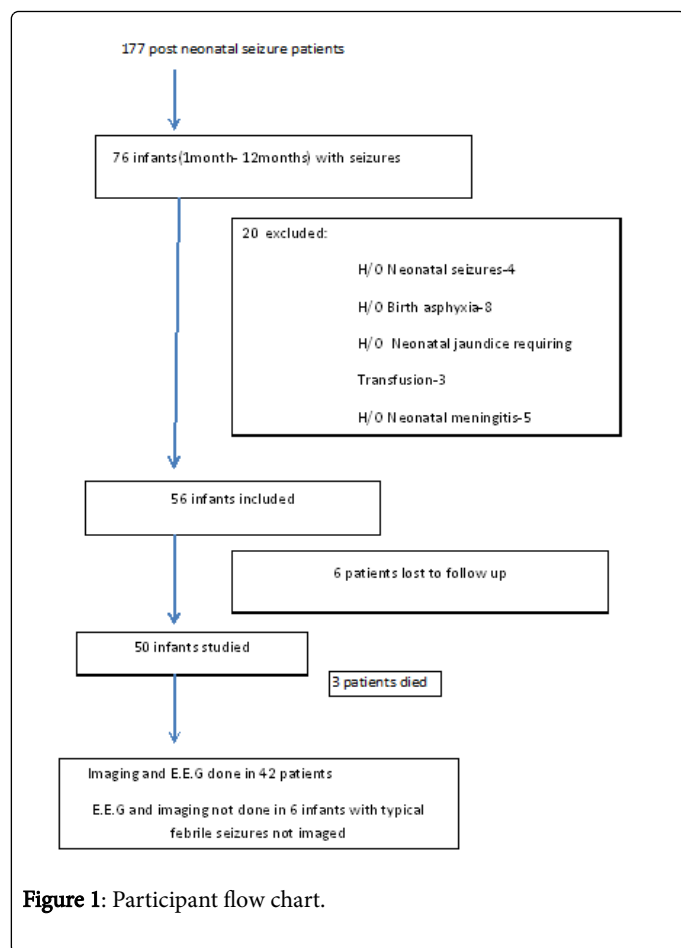 177 post neonatal seizure patients
76 infants(1month- 12months) with seizures
20 excluded:
H/O Neonatal seizures-4
H/O Birth asphyxia-8
H/O Neonatal jaundice requiring
Transfusion-3
H/O Neonatal meningitis-5
56 infants included
6 patients lost to follow up
50 infants studied
3 patients died
Imaging and E.E.G done in 42 patients
E.E.G and imaging not done in 6 infants with typical
febrile seizures not imaged
Figure 1: Participant flow chart.